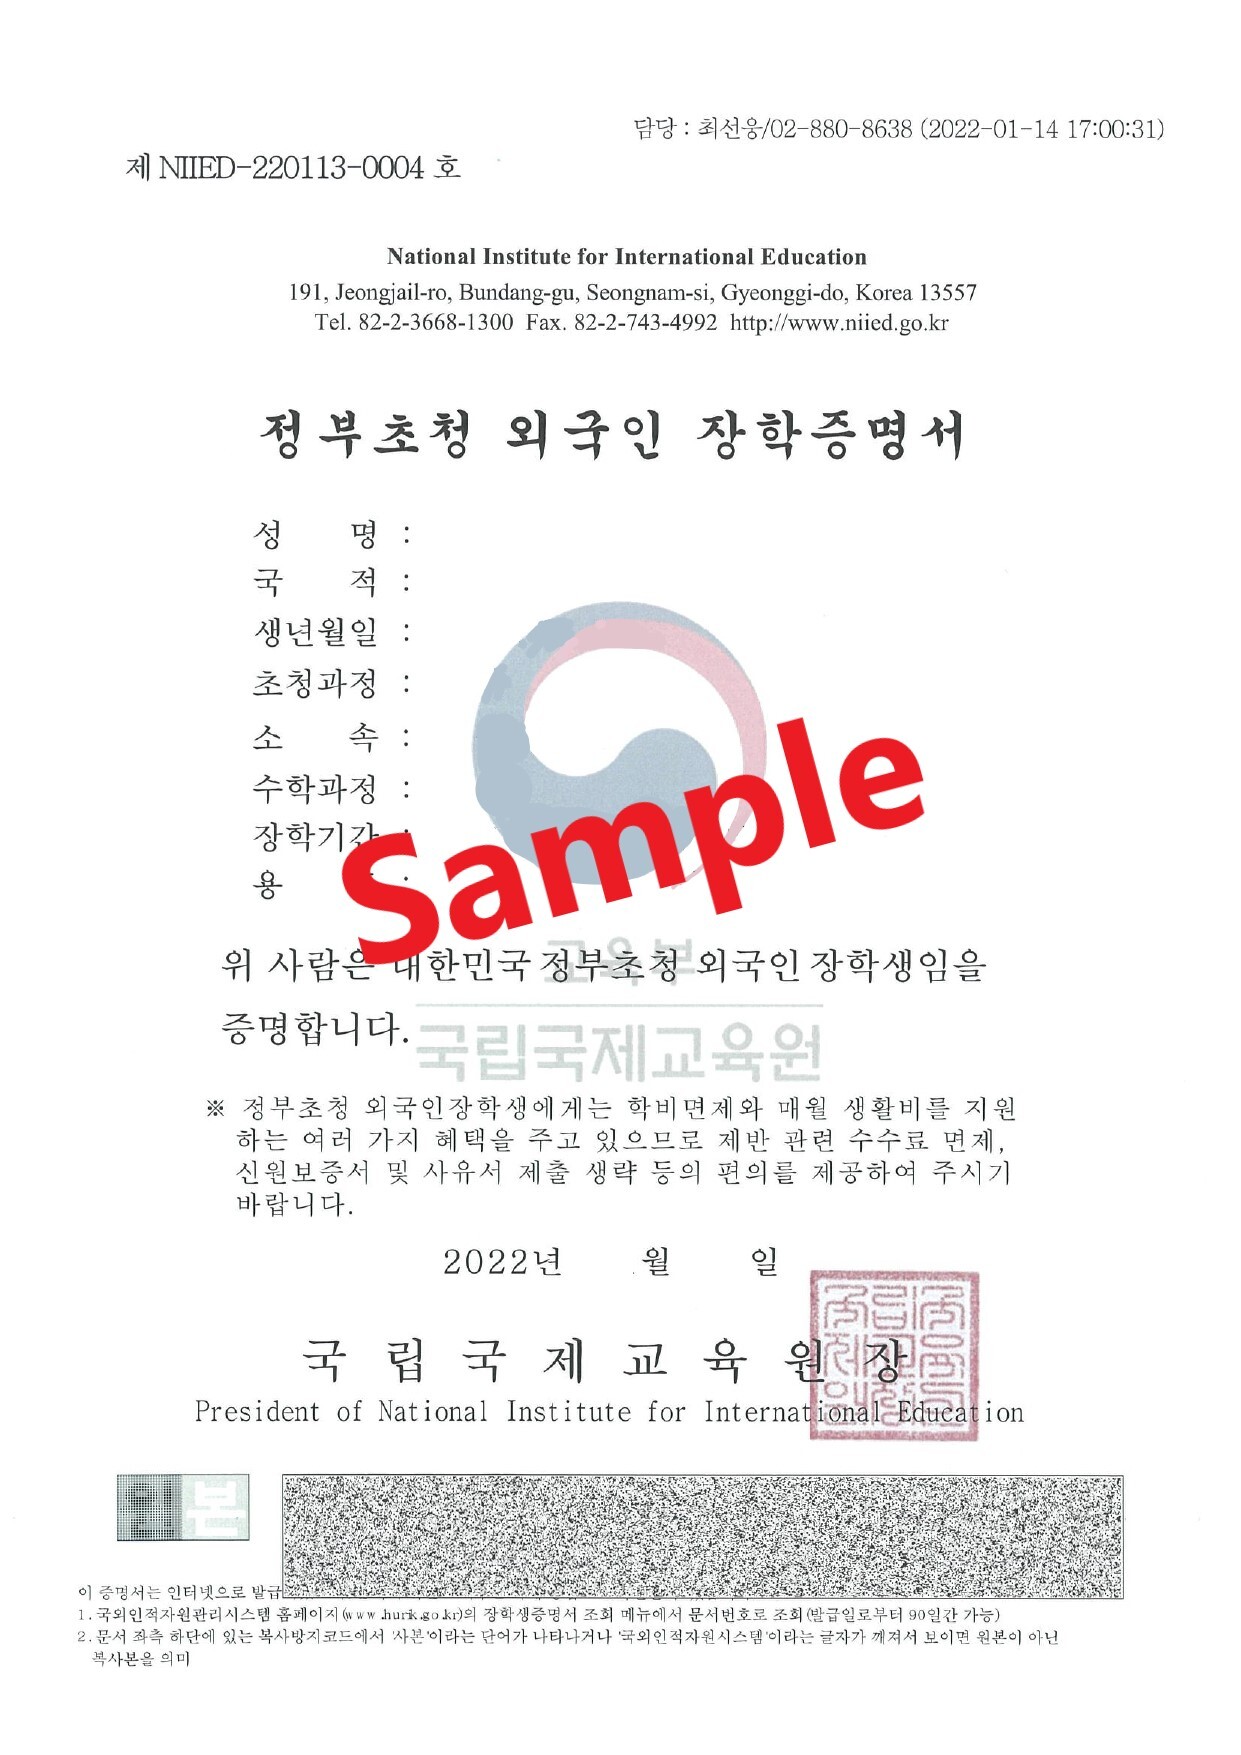 담당 : 최선웅/02-880-8638 (2022-01-14 17:00:31)
제 NIIED-220113-0004 호
National Institute for International Education
191, Jeongjail-ro, Bundang-gu, Seongnam-si, Gyeonggi-do, Korea 13557
Tel. 82-2-3668-1300 Fax. 82-2-743-4992 http://www.niied.go.kr
정부초청 외국인 장학증명서
성 명 :
국 적 :
생년월일 :
초청과정 :
소 속 :
수학과정 :
장학기간 :
용 :
Sample
위 사람은 대한민국 정부초청 외국인 장학생임을
증명합니다.
교육부
국립국제교육원
※ 정부초청 외국인장학생에게는 학비면제와 매월 생활비를 지원
하는 여러 가지 혜택을 주고 있으므로 제반 관련 수수료 면제,
신원보증서 및 사유서 제출 생략 등의 편의를 제공하여 주시기
바랍니다.
2022년 월 일
국 립 국 제 교 육 원 장
President of National Institute for International Education
본
이 증명서는 인터넷으로 발급
1. 국외인적자원관리시스템 홈페이지(www.hurik.go.kr)의 장학생증명서 조회 메뉴에서 문서번호로 조회(발급일로부터 90일간 가능)
2. 문서 좌측 하단에 있는 복사방지코드에서 '사본'이라는 단어가 나타나거나 '국외인적자원시스템'이라는 글자가 깨져서 보이면 원본이 아닌
복사본을 의미